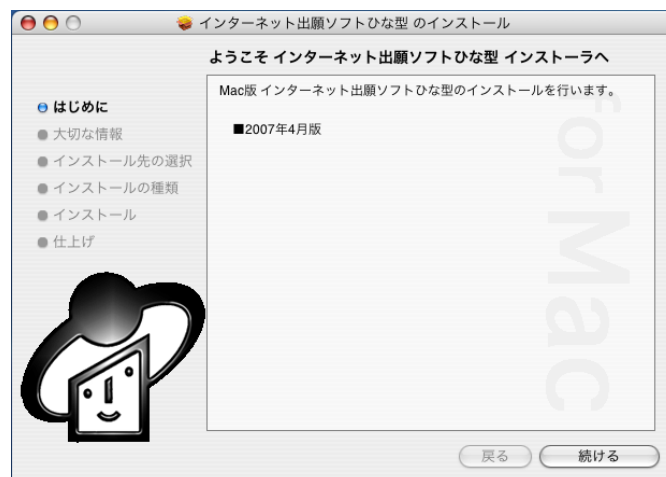 インターネット出願ソフトひな型 のインストール
ようこそ インターネット出願ソフトひな型 インストーラへ
はじめに
大切な情報
インストール先の選択
インストールの種類
インストール
仕上げ
Mac版 インターネット出願ソフトひな型のインストールを行います。
■2007年4月版
for Mac
戻る
続ける